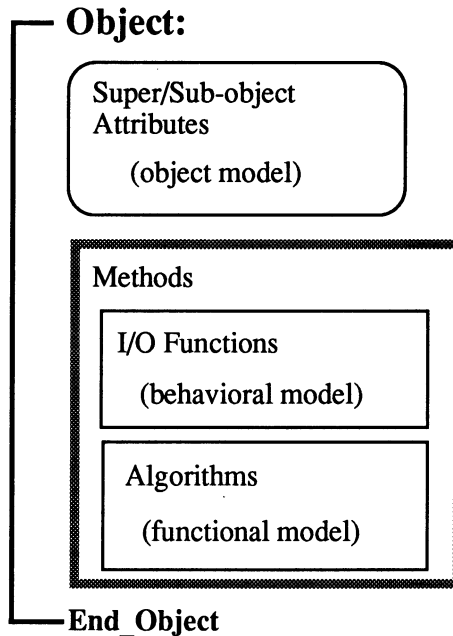 Object:
Super/Sub-object
Attributes
(object model)
Methods
I/O Functions
(behavioral model)
Algorithms
(functional model)
End_Object